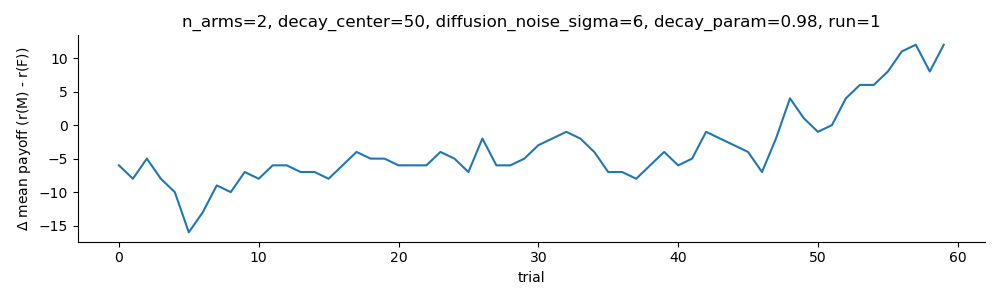 n_arms=2, decay_center=50, diffusion_noise_sigma=6, decay_param=0.98, run=1
Δ mean payoff (r(M) - r(F))
10
5
0
−5
−10
−15
0 10 20 30 40 50 60
trial